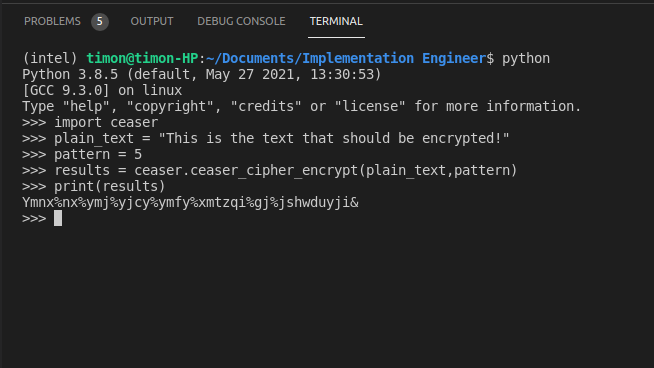 PROBLEMS 5 OUTPUT DEBUG CONSOLE TERMINAL
(intel) timon@timon-HP:~/Documents/Implementation Engineer$ python
Python 3.8.5 (default, May 27 2021, 13:30:53)
[GCC 9.3.0] on linux
Type "help", "copyright", "credits" or "license" for more information.
>>> import ceaser
>>> plain_text = "This is the text that should be encrypted!"
>>> pattern = 5
>>> results = ceaser.ceaser_cipher_encrypt(plain_text,pattern)
>>> print(results)
Ymnx%nx%ymj%yjcy%ymfy%xmtzqi%gj%jshwduyji&
>>>